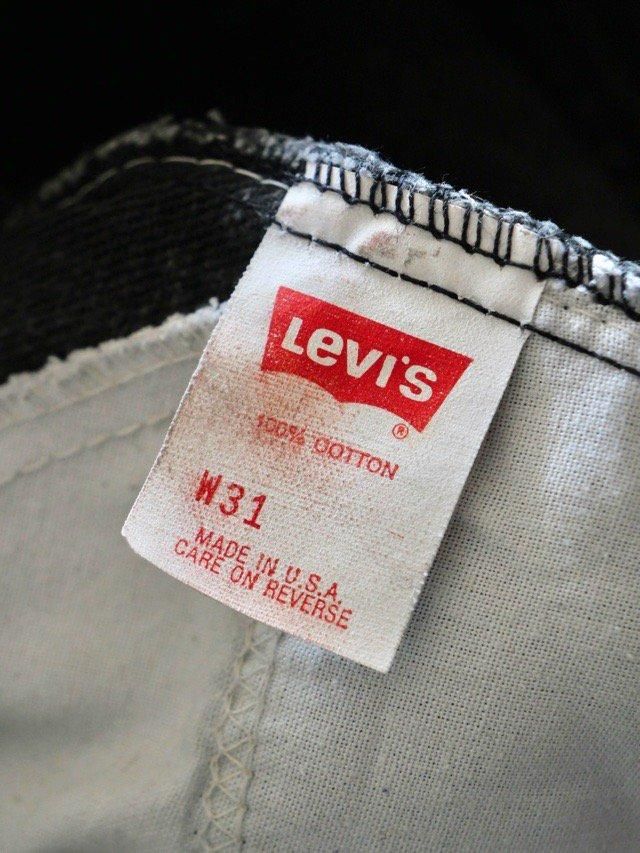 Levi's
®
100% COTTON
W31
MADE IN U.S.A.
CARE ON REVERSE